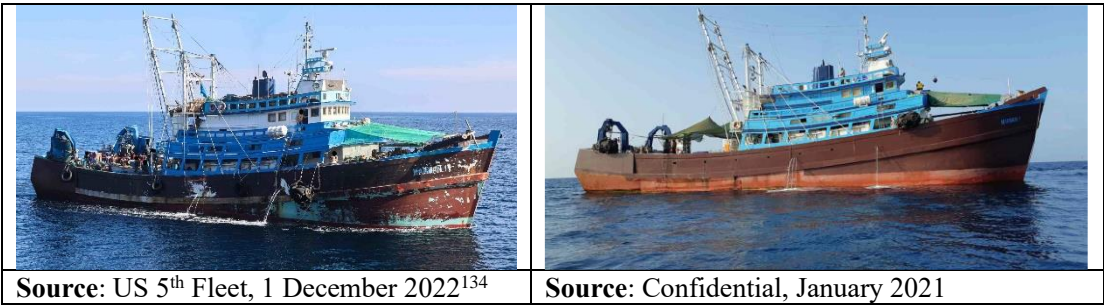 Source: US 5th Fleet, 1 December 2022134
Source: Confidential, January 2021